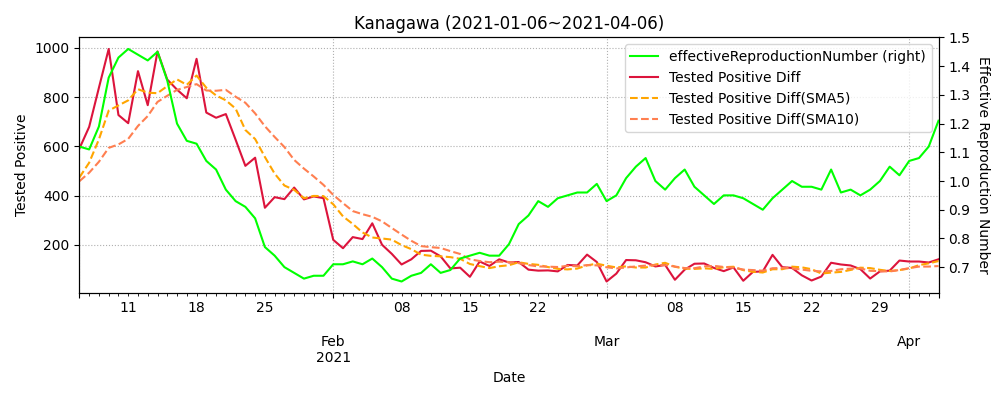 Kanagawa (2021-01-06~2021-04-06)
effectiveReproductionNumber (right)
Tested Positive Diff
Tested Positive Diff(SMA5)
Tested Positive Diff(SMA10)
Tested Positive
1000
800
600
400
200
Effective Reproduction Number
1.5
1.4
1.3
1.2
1.1
1.0
0.9
0.8
0.7
11 18 25 08 15 22 08 15 22 29
Feb Mar Apr
2021
Date